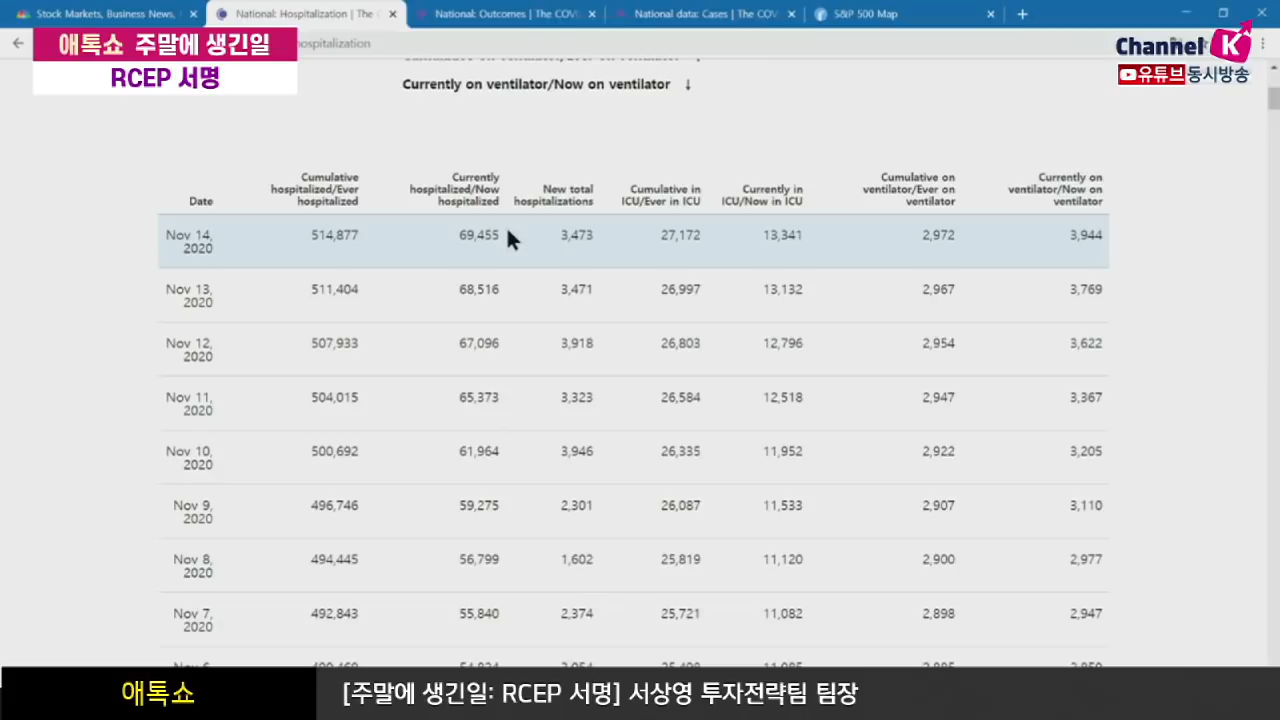 Stock Markets, Business News,
National: Hospitalization | The C
National: Outcomes | The COV
National data: Cases | The COV
S&P 500 Map
애톡쇼 주말에 생긴일
RCEP 서명
hospitalization
Channel K
유튜브동시방송
Currently on ventilator/Now on ventilator ↓
Date
Cumulative hospitalized/Ever hospitalized
Currently hospitalized/Now hospitalized
New total hospitalizations
Cumulative in ICU/Ever in ICU
Currently in ICU/Now in ICU
Cumulative on ventilator/Ever on ventilator
Currently on ventilator/Now on ventilator
Nov 14, 2020 514,877 69,455 3,473 27,172 13,341 2,972 3,944
Nov 13, 2020 511,404 68,516 3,471 26,997 13,132 2,967 3,769
Nov 12, 2020 507,933 67,096 3,918 26,803 12,796 2,954 3,622
Nov 11, 2020 504,015 65,373 3,323 26,584 12,518 2,947 3,367
Nov 10, 2020 500,692 61,964 3,946 26,335 11,952 2,922 3,205
Nov 9, 2020 496,746 59,275 2,301 26,087 11,533 2,907 3,110
Nov 8, 2020 494,445 56,799 1,602 25,819 11,120 2,900 2,977
Nov 7, 2020 492,843 55,840 2,374 25,721 11,082 2,898 2,947
애톡쇼
[주말에 생긴일: RCEP 서명] 서상영 투자전략팀 팀장